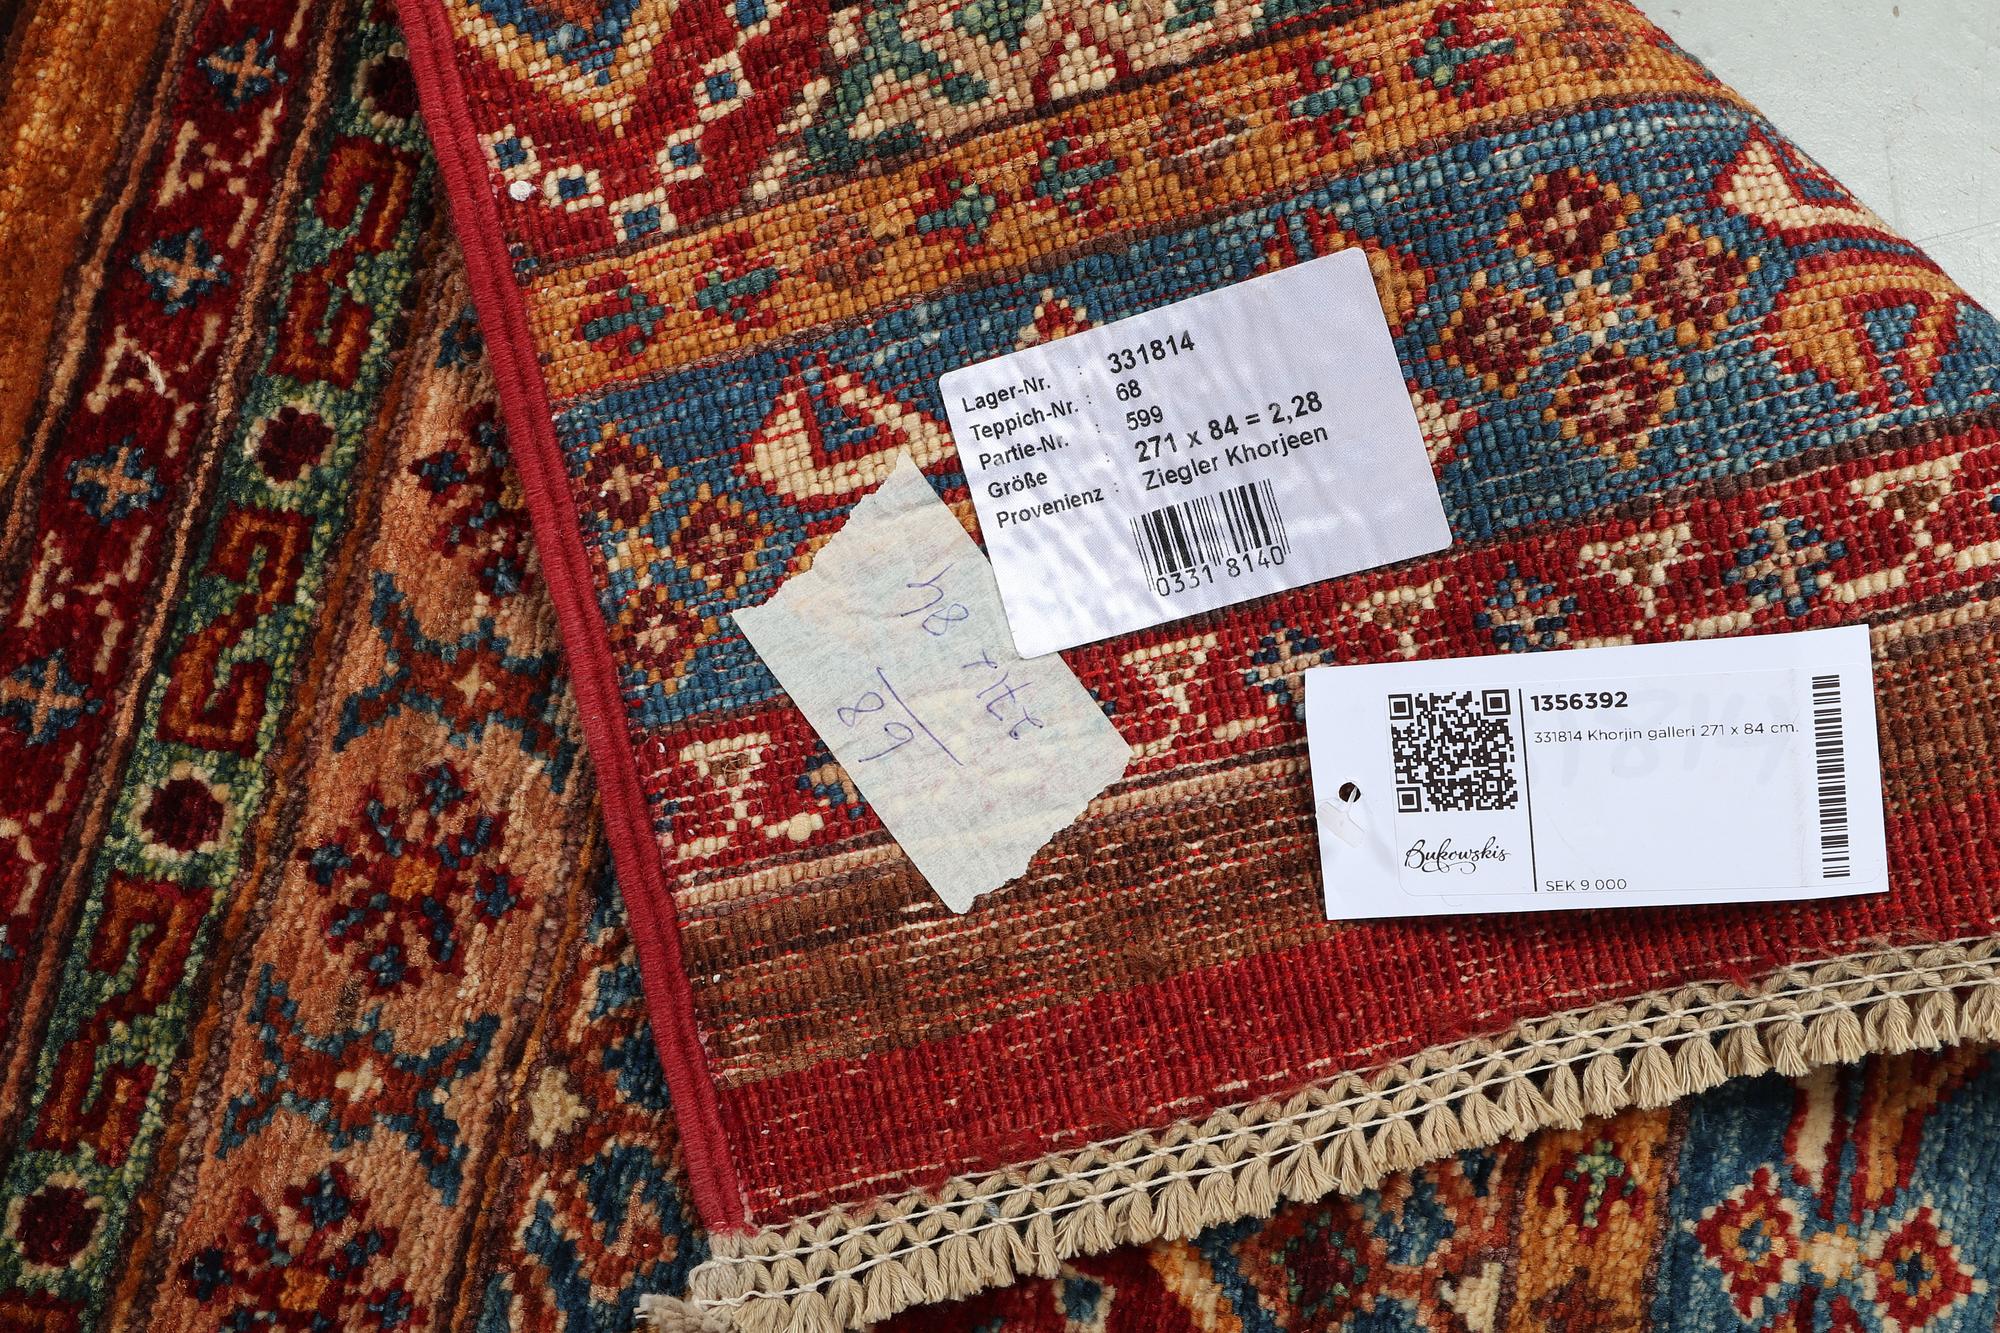 Lager-Nr. : 331814
Teppich-Nr. : 68
Partie-Nr. : 599
Größe : 271 x 84 = 2,28
Provenienz : Ziegler Khorjeen
0331 8140
68
1356392
331814 Khorjin galleri 271 x 84 cm.
Bukowskis
SEK 9 000